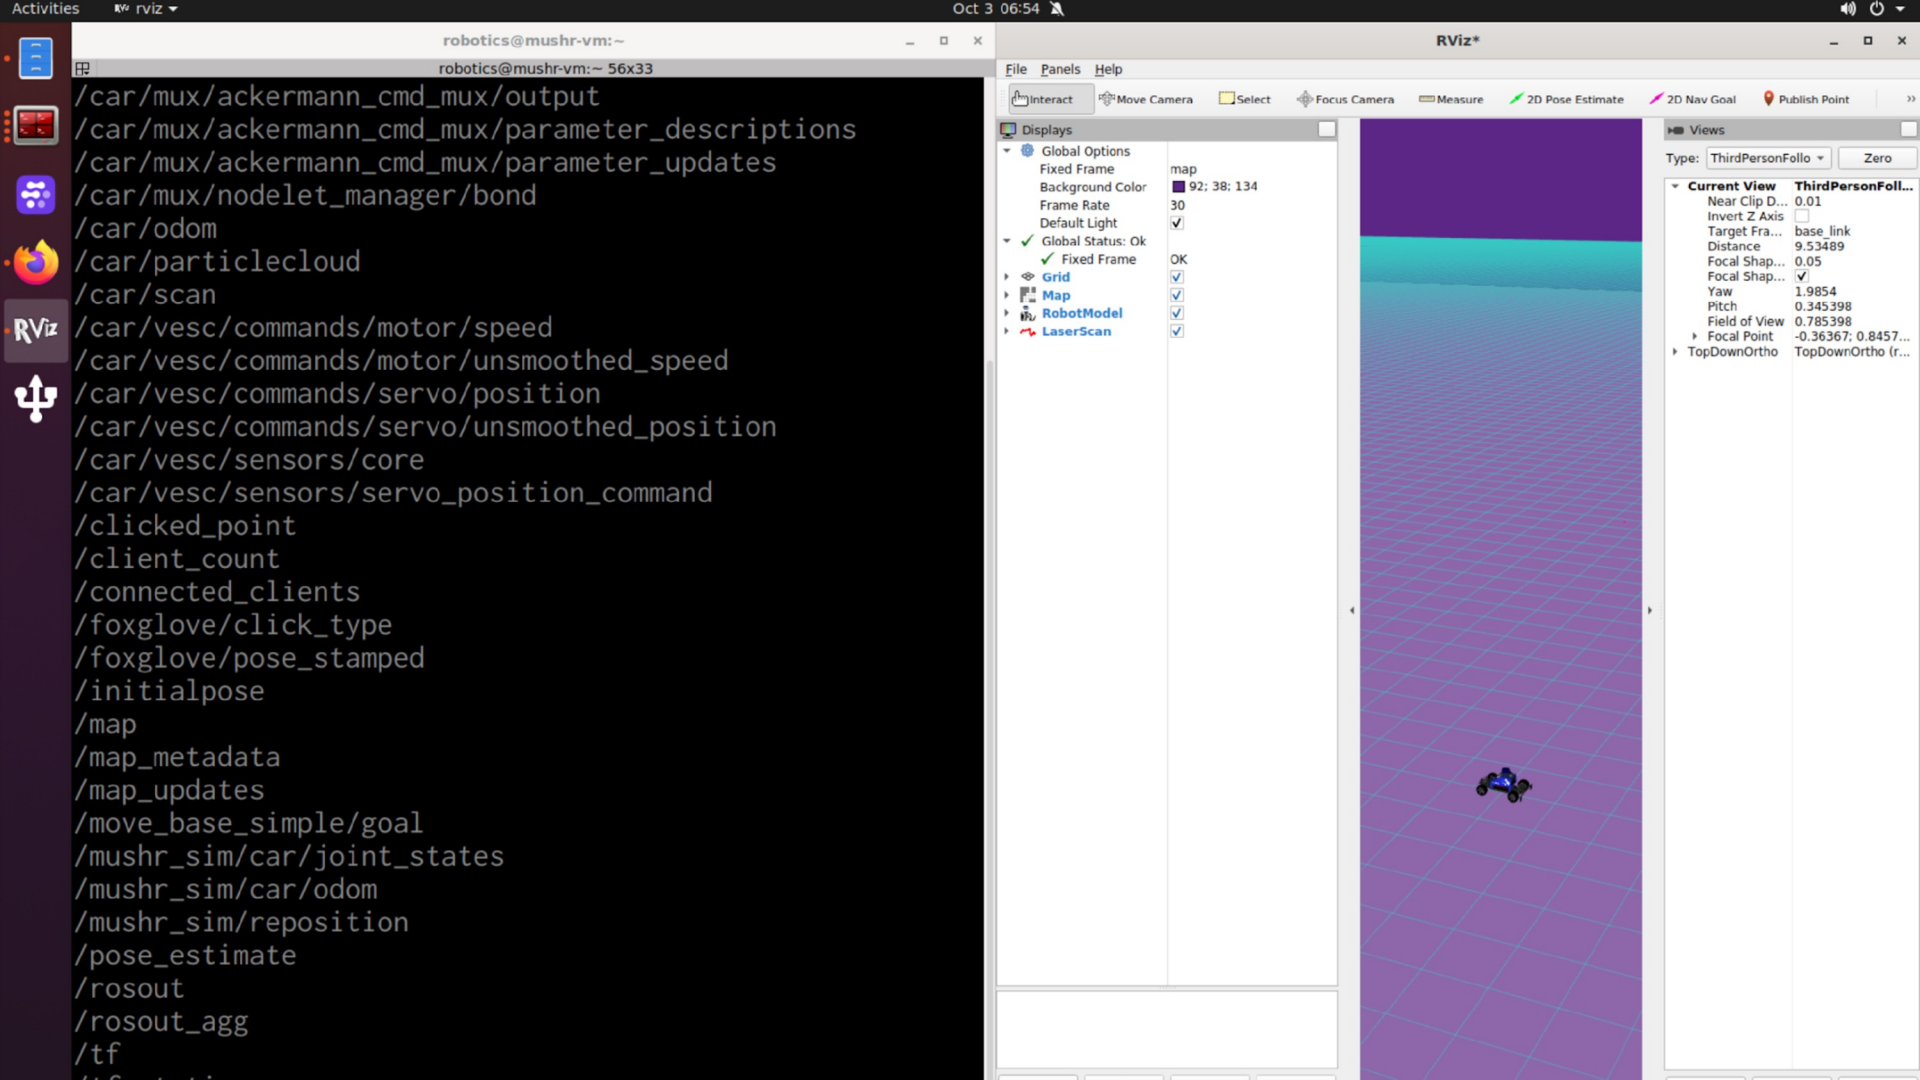 Activities
rviz
Oct 3 06:54
robotics@mushr-vm:~
robotics@mushr-vm:~ 56x33
/car/mux/ackermann_cmd_mux/output
/car/mux/ackermann_cmd_mux/parameter_descriptions
/car/mux/ackermann_cmd_mux/parameter_updates
/car/mux/nodelet_manager/bond
/car/odom
/car/particlecloud
/car/scan
/car/vesc/commands/motor/speed
/car/vesc/commands/motor/unsmoothed_speed
/car/vesc/commands/servo/position
/car/vesc/commands/servo/unsmoothed_position
/car/vesc/sensors/core
/car/vesc/sensors/servo_position_command
/clicked_point
/client_count
/connected_clients
/foxglove/click_type
/foxglove/pose_stamped
/initialpose
/map
/map_metadata
/map_updates
/move_base_simple/goal
/mushr_sim/car/joint_states
/mushr_sim/car/odom
/mushr_sim/reposition
/pose_estimate
/rosout
/rosout_agg
/tf
RViz
RViz*
File Panels Help
Interact Move Camera Select Focus Camera Measure 2D Pose Estimate 2D Nav Goal Publish Point
Displays
Global Options
Fixed Frame map
Background Color 92; 38; 134
Frame Rate 30
Default Light
Global Status: Ok
Fixed Frame OK
Grid
Map
RobotModel
LaserScan
Views
Type: ThirdPersonFollo Zero
Current View ThirdPersonFoll...
Near Clip D... 0.01
Invert Z Axis
Target Fra... base_link
Distance 9.53489
Focal Shap... 0.05
Focal Shap...
Yaw 1.9854
Pitch 0.345398
Field of View 0.785398
Focal Point -0.36367; 0.8457...
TopDownOrtho TopDownOrtho (r...